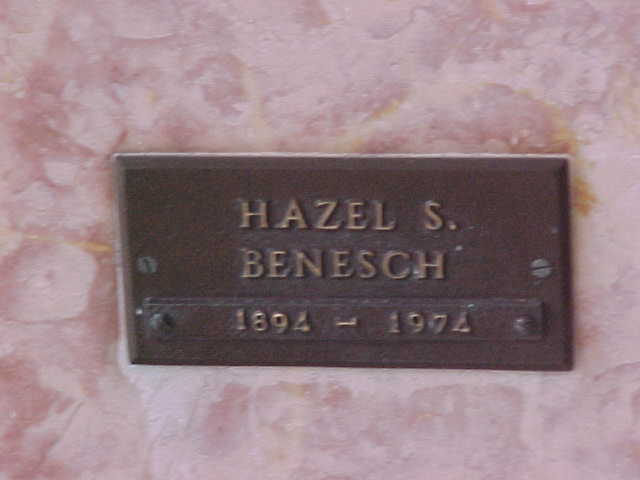 HAZEL S.
BENESCH
1894 - 1974